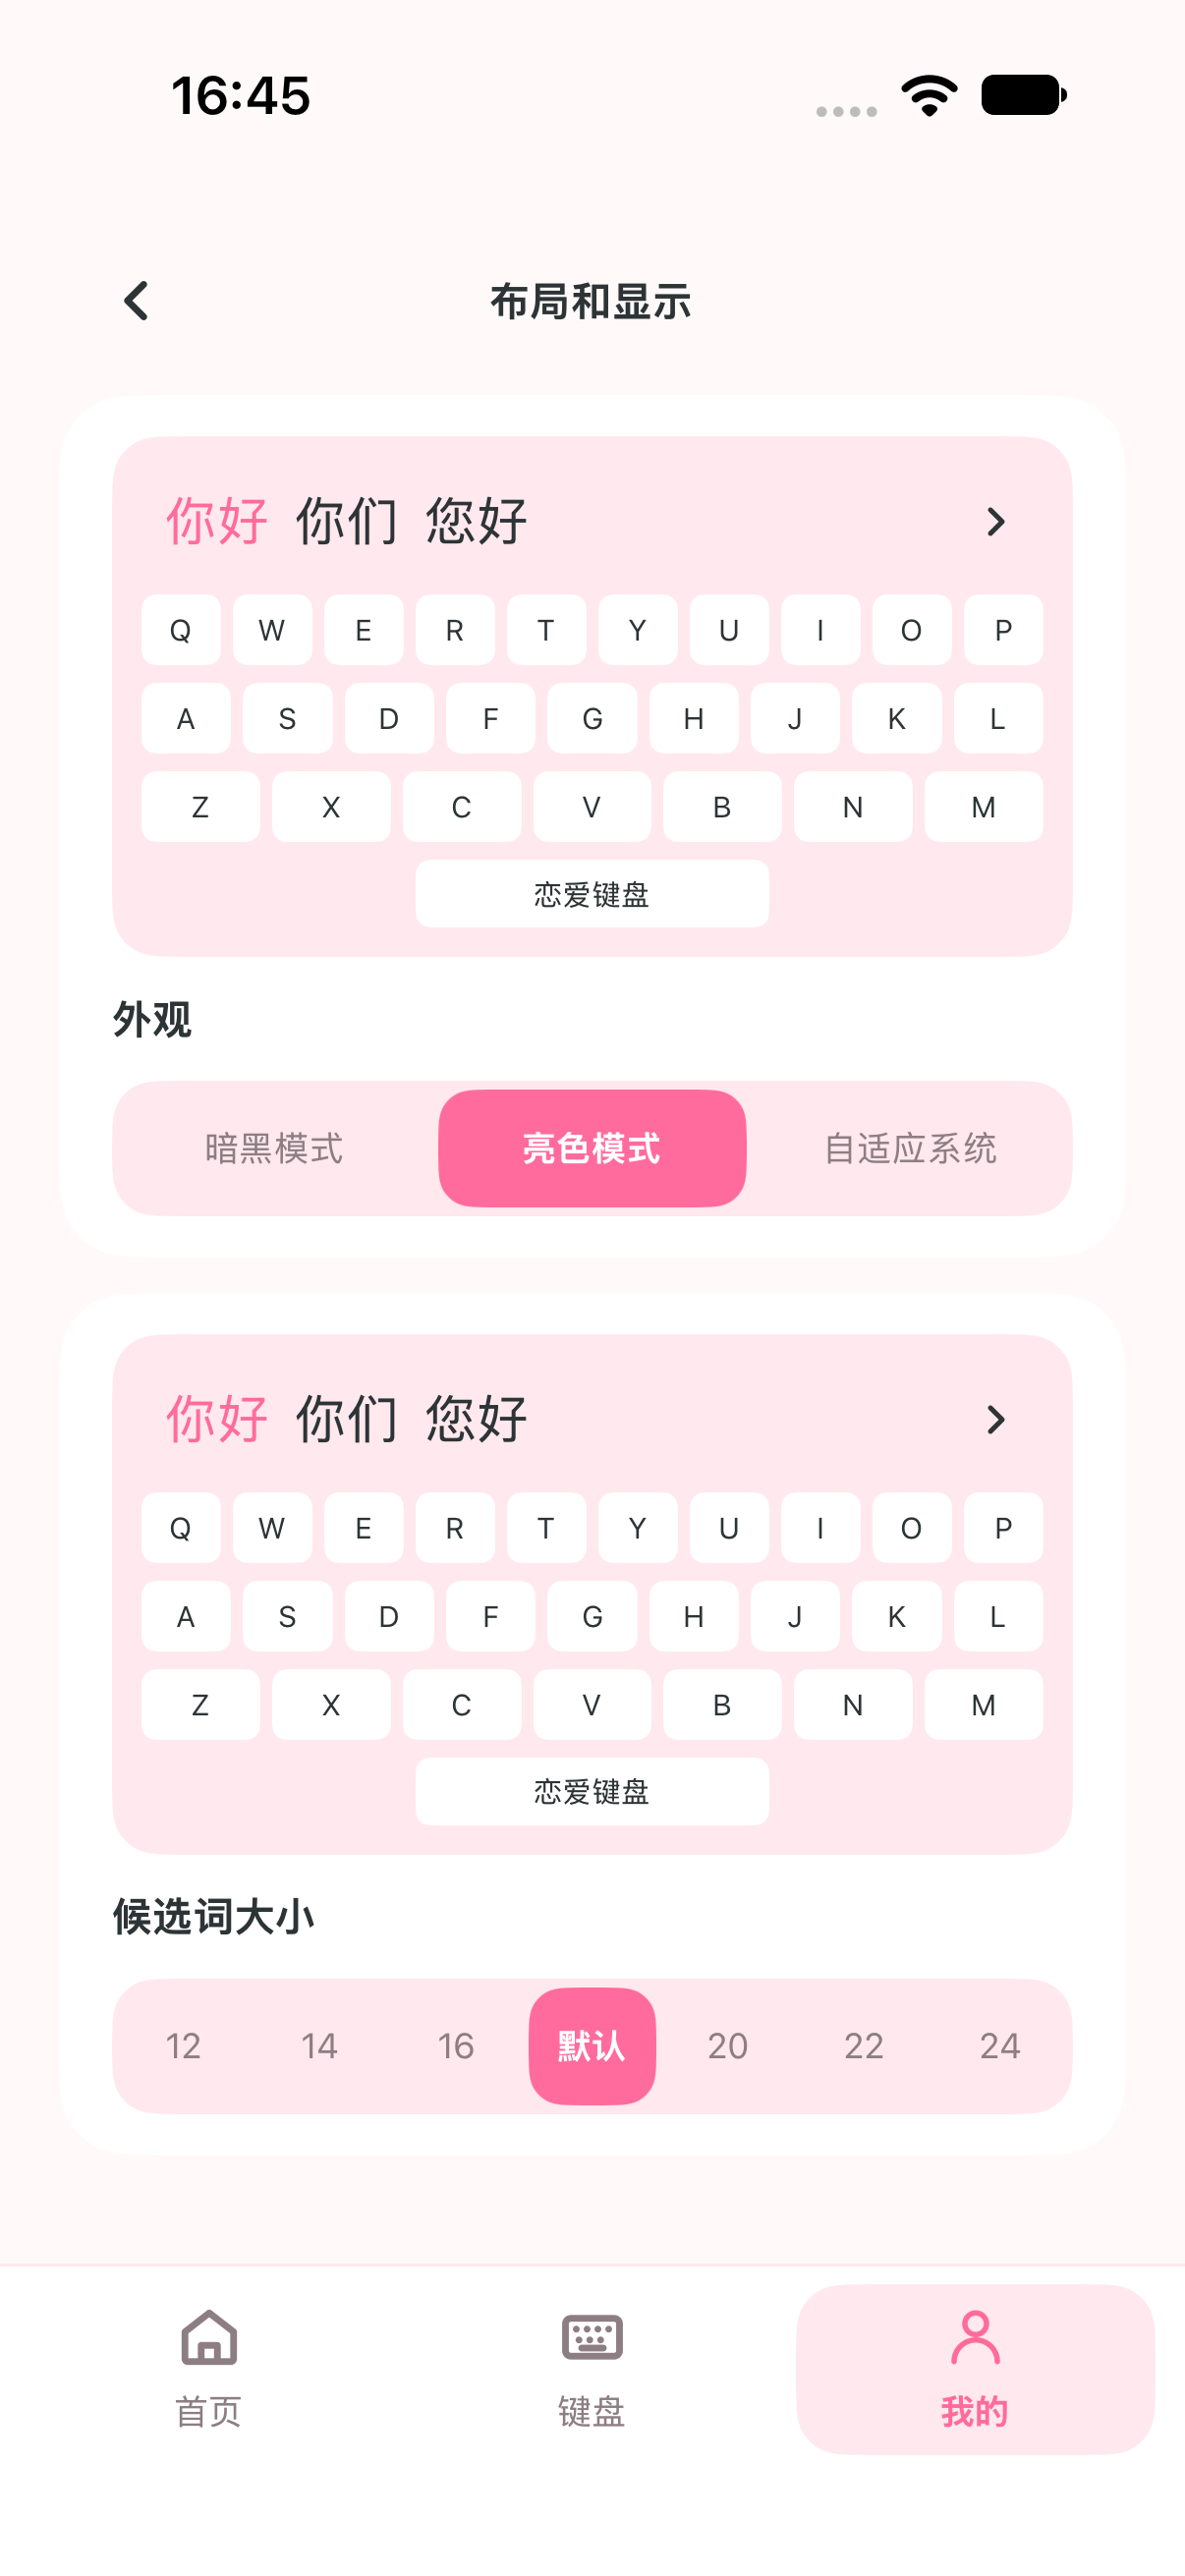 16:45
布局和显示
你好 你们 您好
Q W E R T Y U I O P
A S D F G H J K L
Z X C V B N M
恋爱键盘
外观
暗黑模式 亮色模式 自适应系统
你好 你们 您好
Q W E R T Y U I O P
A S D F G H J K L
Z X C V B N M
恋爱键盘
候选词大小
12 14 16 默认 20 22 24
首页 键盘 我的